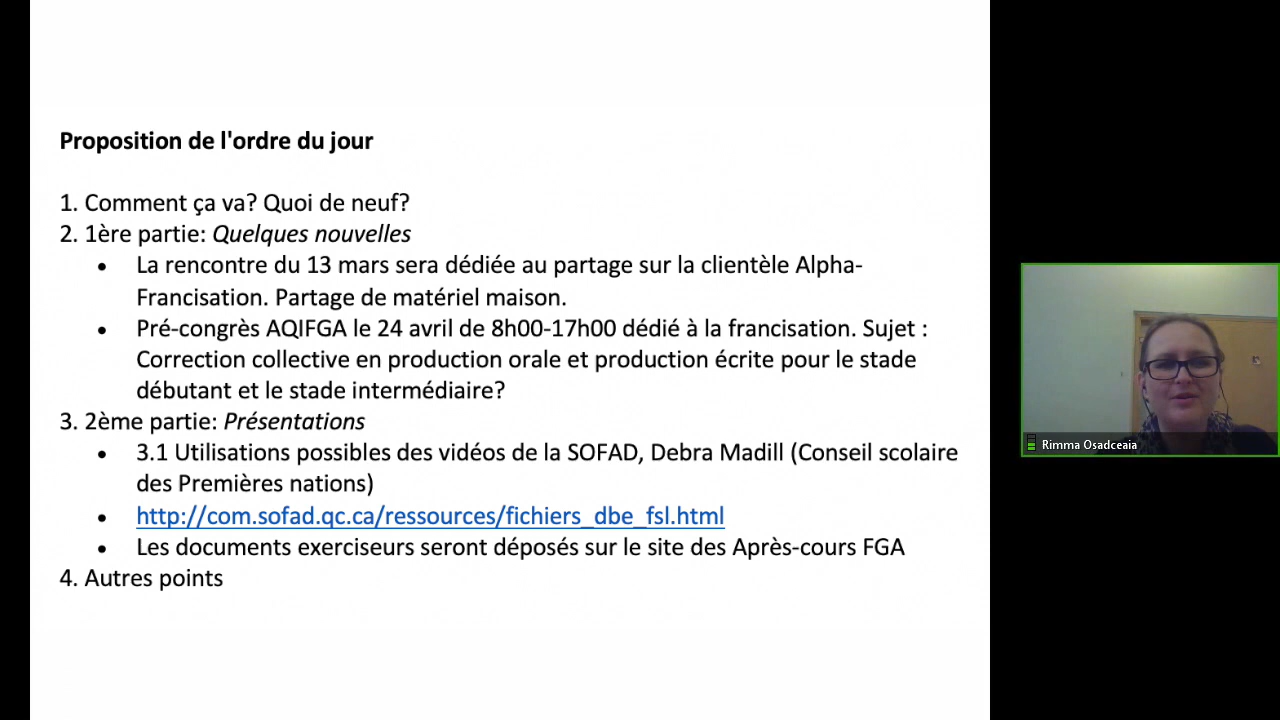 Proposition de l'ordre du jour
1. Comment ça va? Quoi de neuf?
2. 1ère partie: Quelques nouvelles
• La rencontre du 13 mars sera dédiée au partage sur la clientèle Alpha-
Francisation. Partage de matériel maison.
• Pré-congrès AQIFGA le 24 avril de 8h00-17h00 dédié à la francisation. Sujet :
Correction collective en production orale et production écrite pour le stade
débutant et le stade intermédiaire?
3. 2ème partie: Présentations
• 3.1 Utilisations possibles des vidéos de la SOFAD, Debra Madill (Conseil scolaire
des Premières nations)
• http://com.sofad.qc.ca/ressources/fichiers_dbe_fsl.html
• Les documents exerciseurs seront déposés sur le site des Après-cours FGA
4. Autres points
Rimma Osadceaia